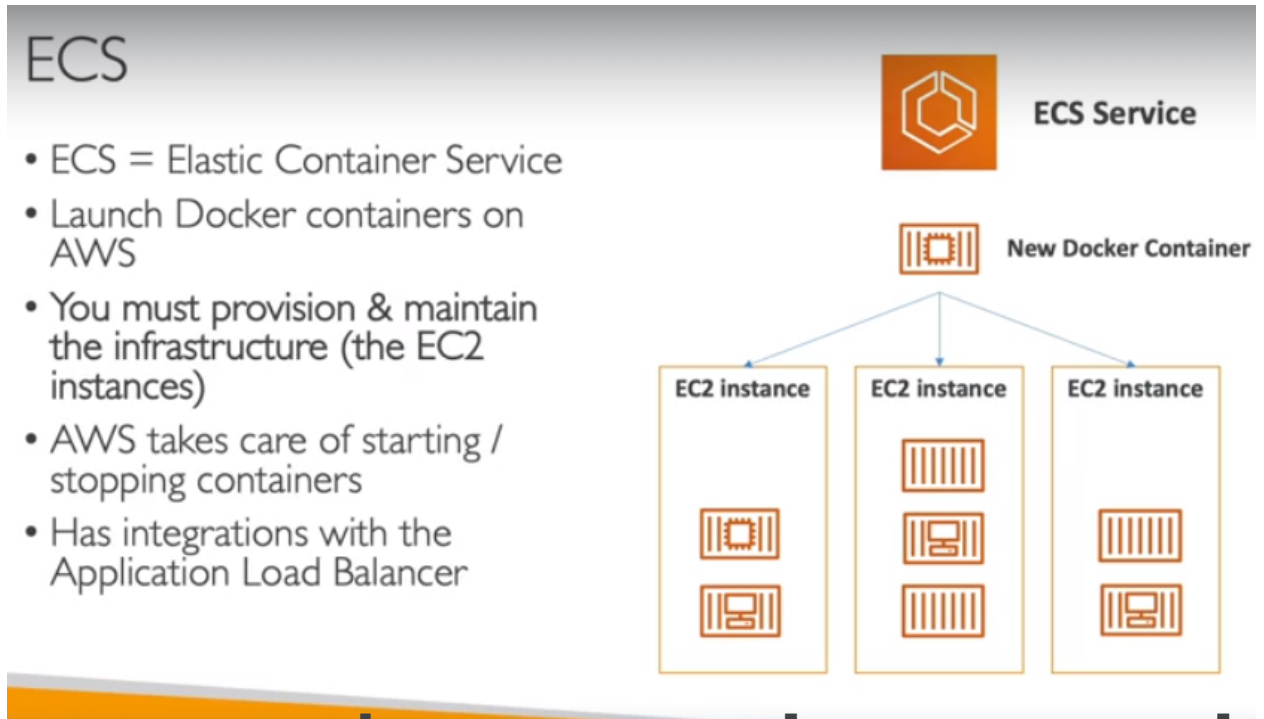 ECS
• ECS = Elastic Container Service
• Launch Docker containers on
AWS
• You must provision & maintain
the infrastructure (the EC2
instances)
• AWS takes care of starting /
stopping containers
• Has integrations with the
Application Load Balancer
ECS Service
New Docker Container
EC2 instance
EC2 instance
EC2 instance